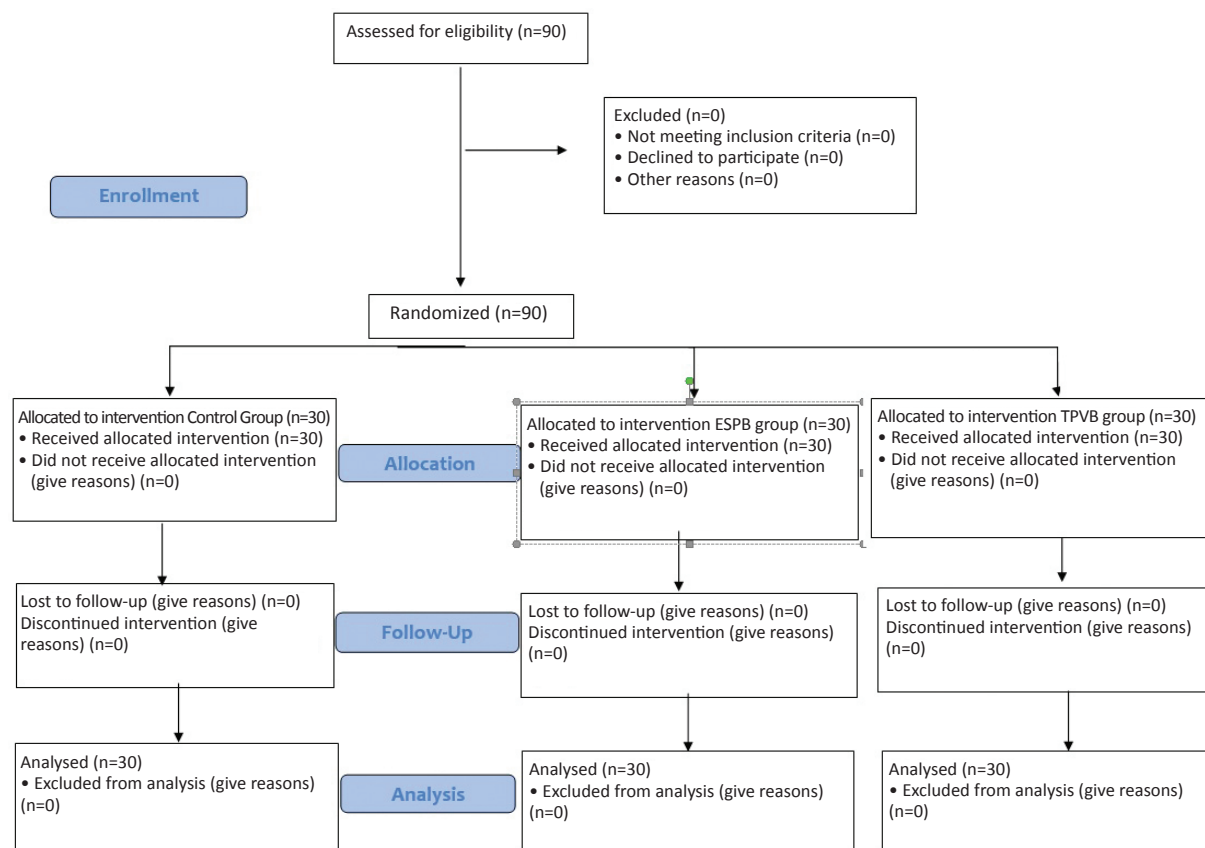 Assessed for eligibility (n=90)
Excluded (n=0)
• Not meeting inclusion criteria (n=0)
• Declined to participate (n=0)
• Other reasons (n=0)
Enrollment
Randomized (n=90)
Allocated to intervention Control Group (n=30)
• Received allocated intervention (n=30)
• Did not receive allocated intervention
(give reasons) (n=0)
Allocation
Allocated to intervention ESPB group (n=30)
• Received allocated intervention (n=30)
• Did not receive allocated intervention
(give reasons) (n=0)
Allocated to intervention TPVB group (n=30)
• Received allocated intervention (n=30)
• Did not receive allocated intervention
(give reasons) (n=0)
Lost to follow-up (give reasons) (n=0)
Discontinued intervention (give
reasons) (n=0)
Follow-Up
Lost to follow-up (give reasons) (n=0)
Discontinued intervention (give reasons)
(n=0)
Lost to follow-up (give reasons) (n=0)
Discontinued intervention (give reasons)
(n=0)
Analysed (n=30)
• Excluded from analysis (give reasons)
(n=0)
Analysis
Analysed (n=30)
• Excluded from analysis (give reasons)
(n=0)
Analysed (n=30)
• Excluded from analysis (give reasons)
(n=0)